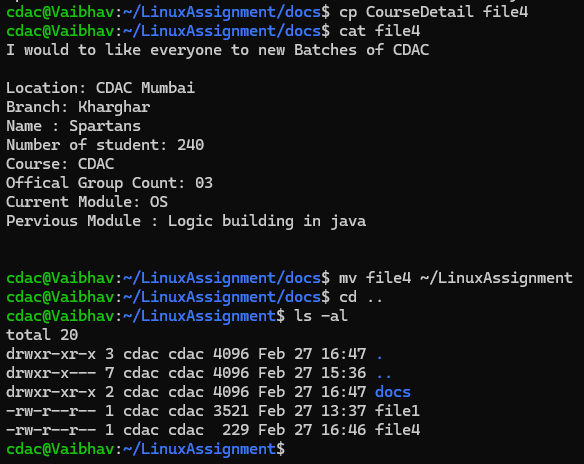 cdac@Vaibhav:~/LinuxAssignment/docs$ cp CourseDetail file4
cdac@Vaibhav:~/LinuxAssignment/docs$ cat file4
I would to like everyone to new Batches of CDAC
Location: CDAC Mumbai
Branch: Kharghar
Name : Spartans
Number of student: 240
Course: CDAC
Offical Group Count: 03
Current Module: OS
Pervious Module : Logic building in java
cdac@Vaibhav:~/LinuxAssignment/docs$ mv file4 ~/LinuxAssignment
cdac@Vaibhav:~/LinuxAssignment/docs$ cd ..
cdac@Vaibhav:~/LinuxAssignment$ ls -al
total 20
drwxr-xr-x 3 cdac cdac 4096 Feb 27 16:47 .
drwxr-x--- 7 cdac cdac 4096 Feb 27 15:36 ..
drwxr-xr-x 2 cdac cdac 4096 Feb 27 16:47 docs
-rw-r--r-- 1 cdac cdac 3521 Feb 27 13:37 file1
-rw-r--r-- 1 cdac cdac  229 Feb 27 16:46 file4
cdac@Vaibhav:~/LinuxAssignment$